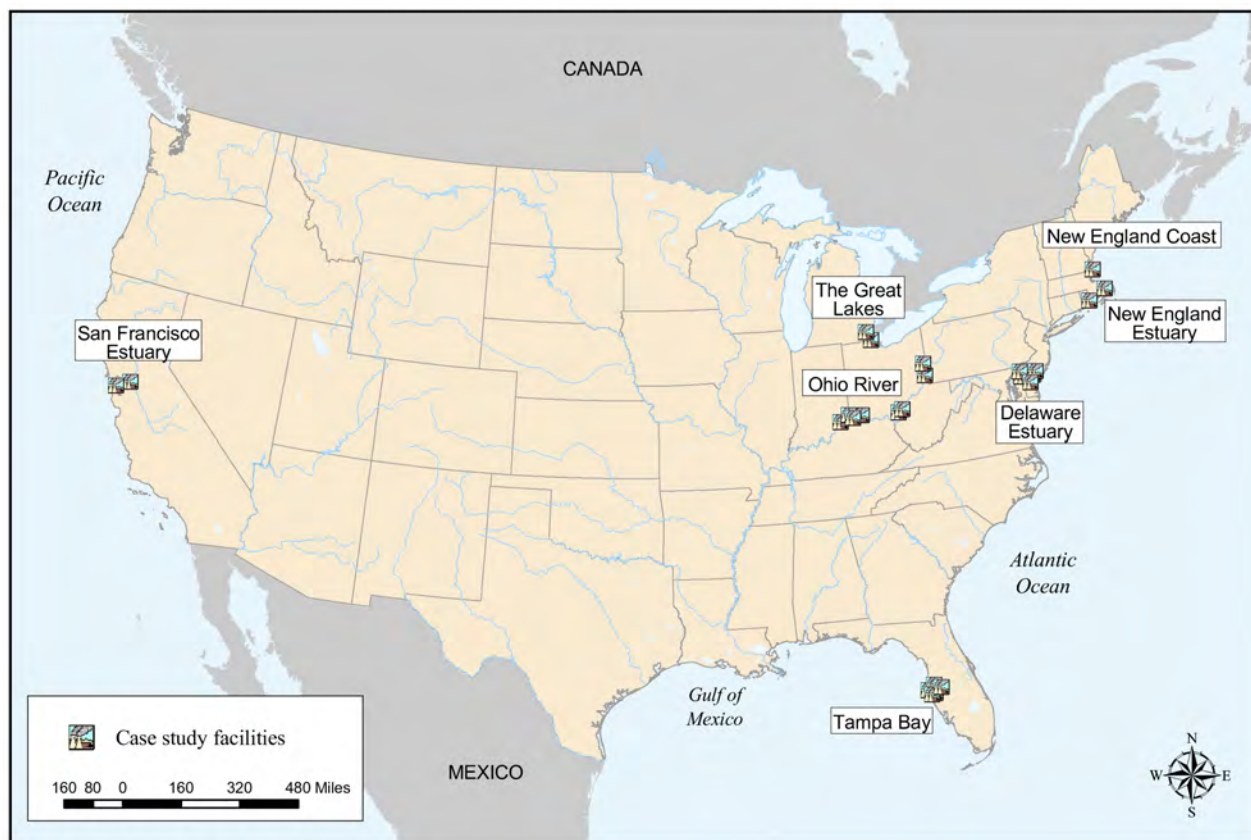 CANADA
Pacific
Ocean
New England Coast
The Great
Lakes
New England
Estuary
San Francisco
Estuary
Ohio River
Delaware
Estuary
Atlantic
Ocean
Gulf of
Mexico
Tampa Bay
MEXICO
Case study facilities
160 80 0 160 320 480 Miles
N
W E
S